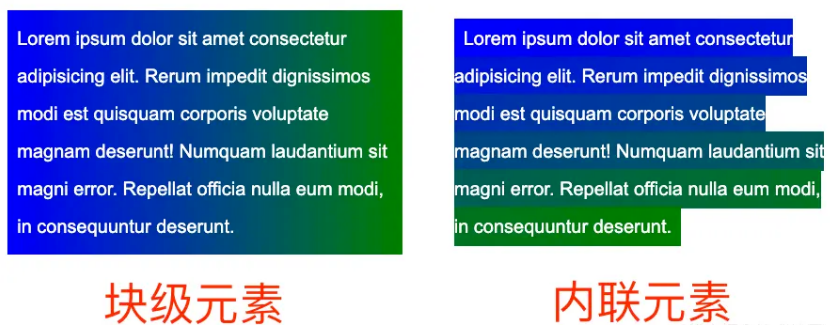 Lorem ipsum dolor sit amet consectetur
adipisicing elit. Rerum impedit dignissimos
modi est quisquam corporis voluptate
magnam deserunt! Numquam laudantium sit
magni error. Repellat officia nulla eum modi,
in consequuntur deserunt.
块级元素
Lorem ipsum dolor sit amet consectetur
adipisicing elit. Rerum impedit dignissimos
modi est quisquam corporis voluptate
magnam deserunt! Numquam laudantium sit
magni error. Repellat officia nulla eum modi,
in consequuntur deserunt.
内联元素